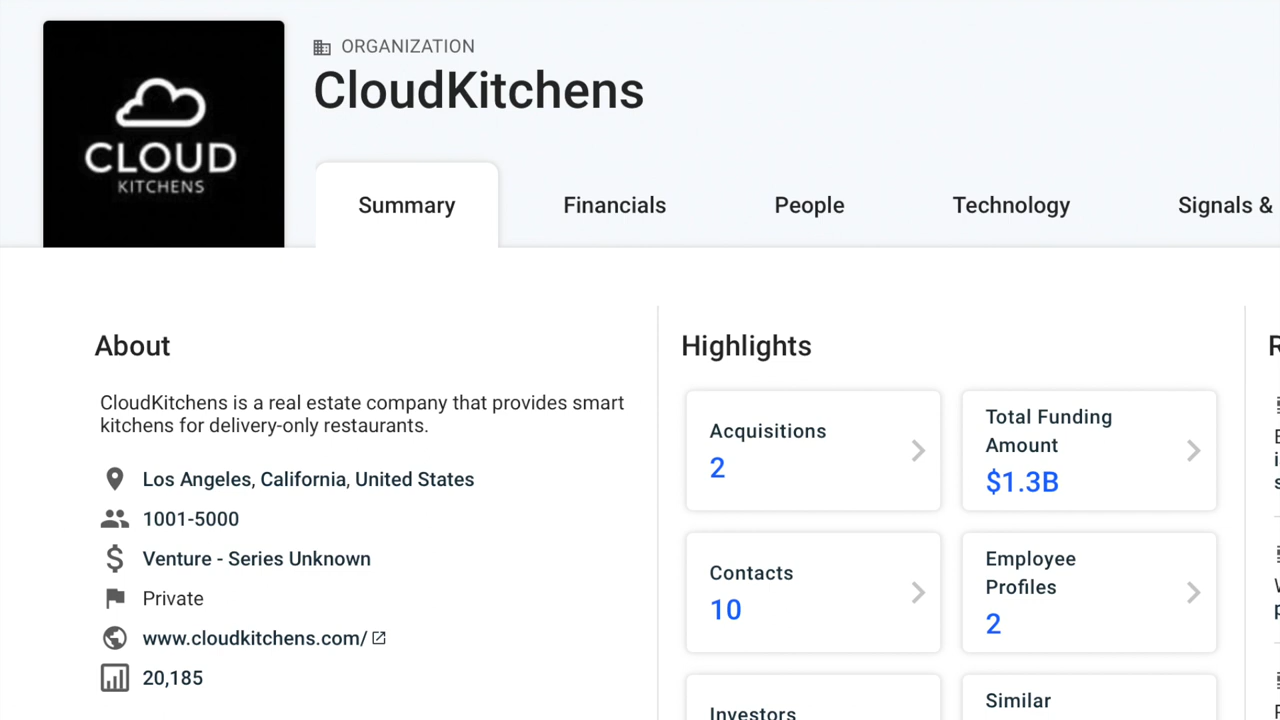 CLOUD
KITCHENS
ORGANIZATION
CloudKitchens
Summary
Financials
People
Technology
Signals &
About
CloudKitchens is a real estate company that provides smart
kitchens for delivery-only restaurants.
Los Angeles, California, United States
1001-5000
Venture - Series Unknown
Private
www.cloudkitchens.com/
20,185
Highlights
Acquisitions
2
Total Funding
Amount
$1.3B
Contacts
10
Employee
Profiles
2
Investors
Similar